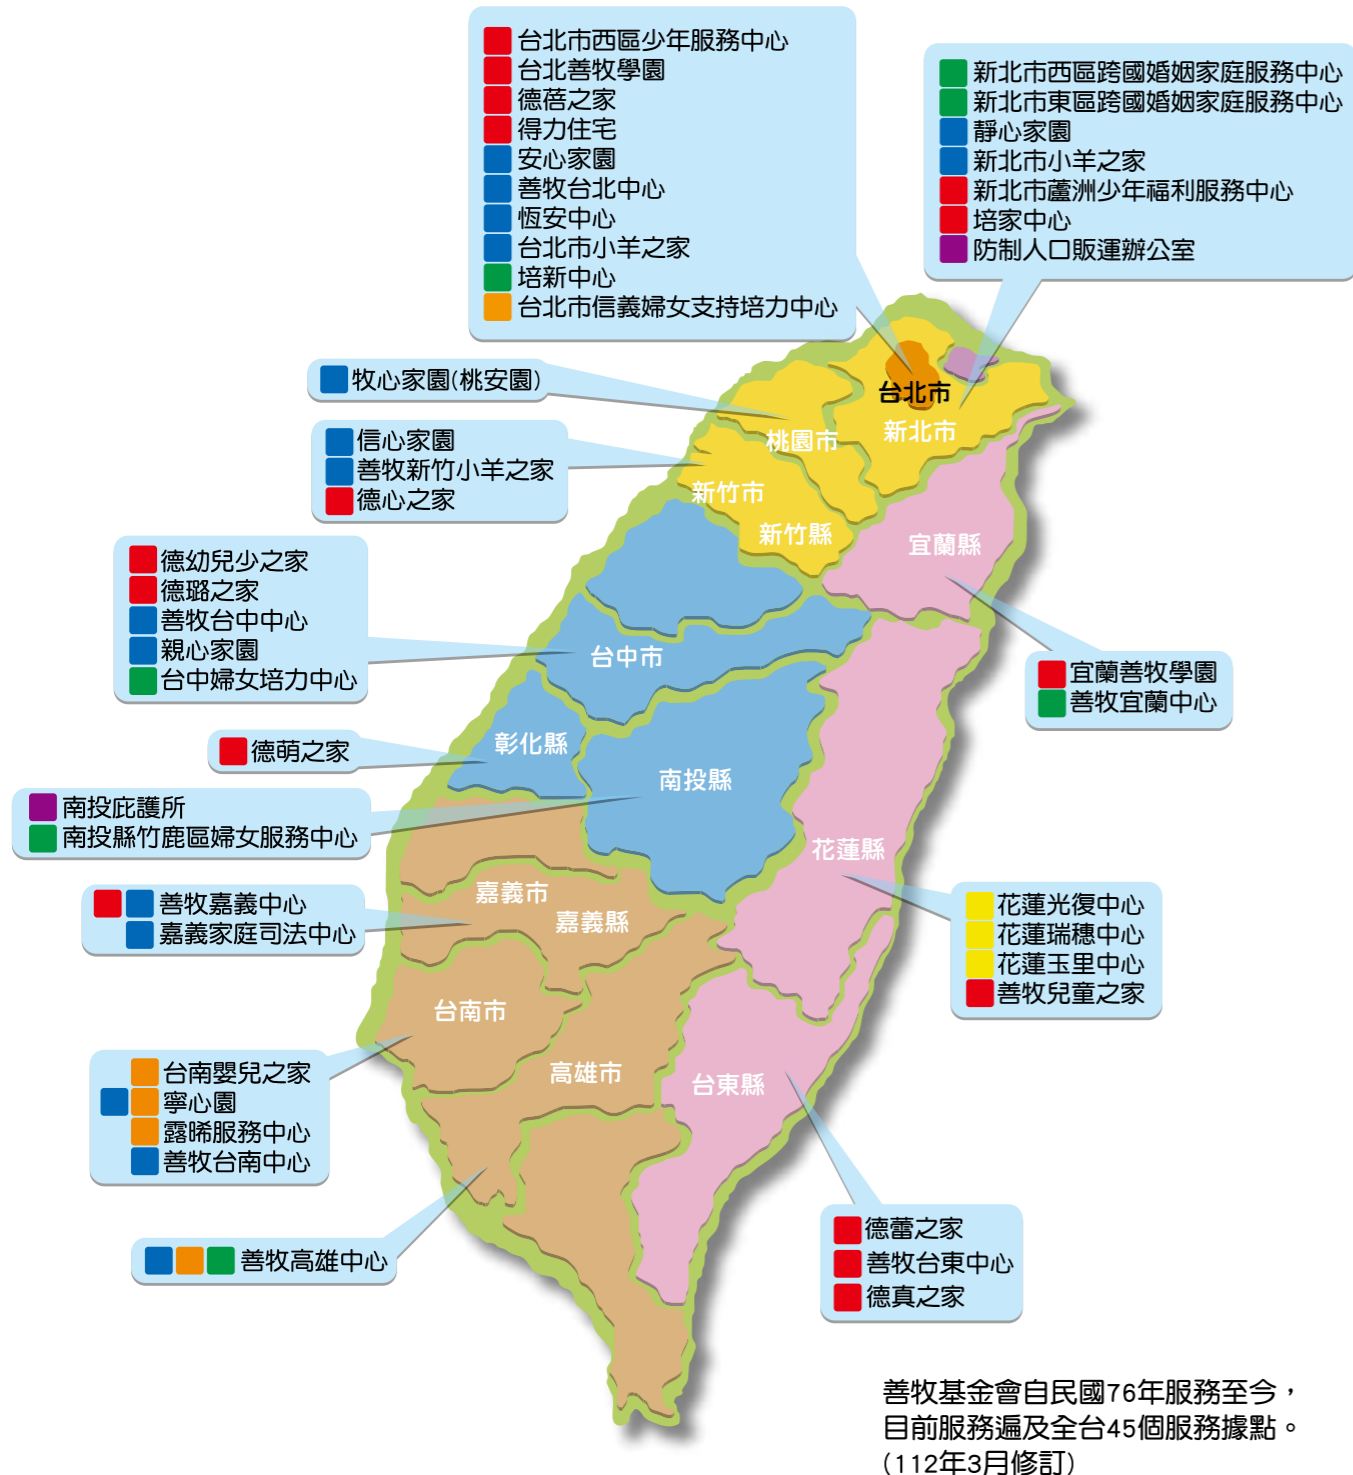 台北市西區少年服務中心
台北善牧學園
德蓓之家
得力住宅
安心家園
善牧台北中心
恆安中心
台北市小羊之家
培新中心
台北市信義婦女支持培力中心
新北市西區跨國婚姻家庭服務中心
新北市東區跨國婚姻家庭服務中心
靜心家園
新北市小羊之家
新北市蘆洲少年福利服務中心
培家中心
防制人口販運辦公室
牧心家園(桃安園)
信心家園
善牧新竹小羊之家
德心之家
德幼兒少之家
德璐之家
善牧台中中心
親心家園
台中婦女培力中心
德萌之家
南投庇護所
南投縣竹鹿區婦女服務中心
善牧嘉義中心
嘉義家庭司法中心
台南嬰兒之家
寧心園
露晞服務中心
善牧台南中心
善牧高雄中心
台北市
新北市
桃園市
新竹市
新竹縣
宜蘭縣
台中市
彰化縣
南投縣
花蓮縣
嘉義市
嘉義縣
台南市
高雄市
台東縣
宜蘭善牧學園
善牧宜蘭中心
花蓮光復中心
花蓮瑞穗中心
花蓮玉里中心
善牧兒童之家
德蕾之家
善牧台東中心
德真之家
善牧基金會自民國76年服務至今，
目前服務遍及全台45個服務據點。
(112年3月修訂)